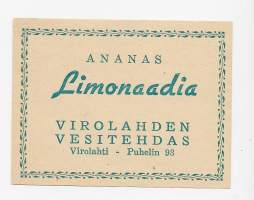 ANANAS
Limonaadia
VIROLAHDEN
VESITEHDAS
Virolahti - Puhelin 93